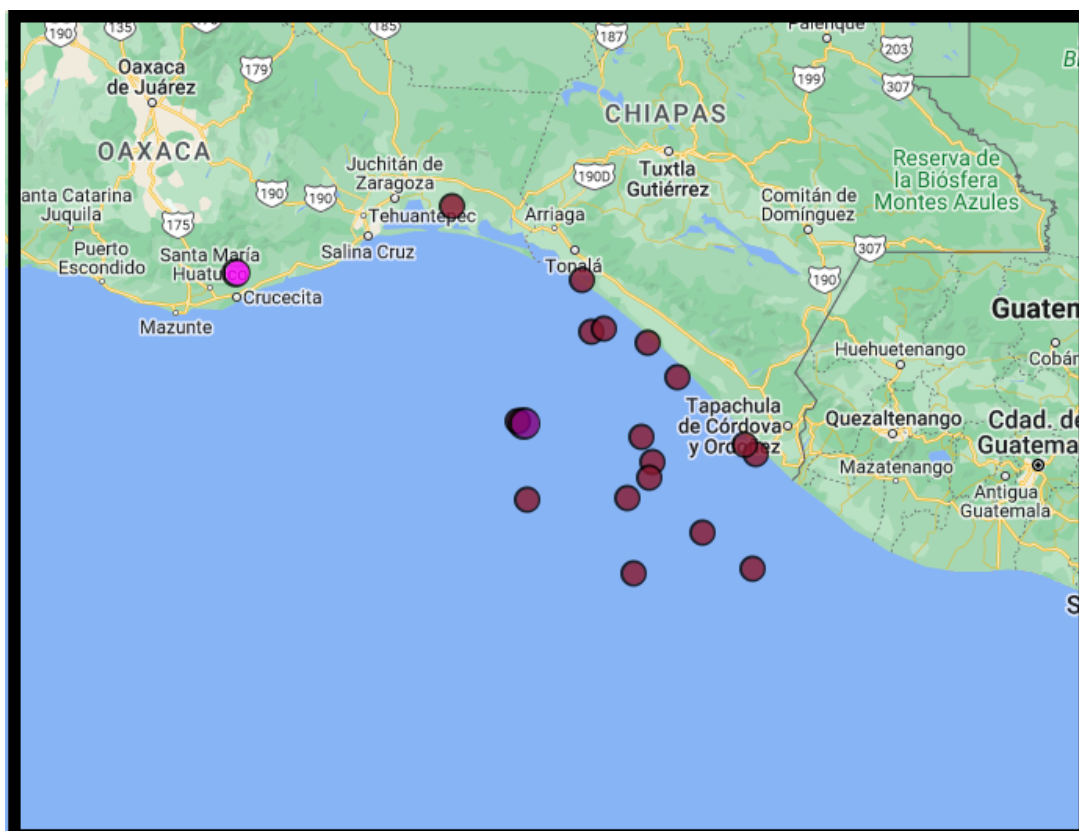 190
135
185
187
Palenque
203
179
199
307
Oaxaca
de Juárez
CHIAPAS
OAXACA
Juchitán de
Zaragoza
190D
Tuxtla
Gutiérrez
Reserva de
la Biósfera
Montes Azules
anta Catarina
Juquila
190
190
Comitán de
Domínguez
175
Tehuantepec
Arriaga
Puerto
Escondido
Santa María
Huatulco
Salina Cruz
307
Tonalá
190
Crucecita
Mazunte
Guaten
Huehuetenango
Cobán
Tapachula
de Córdova
y Ordoñez
Quezaltenango
Cdad. de
Guatema
Mazatenango
Antigua
Guatemala
S